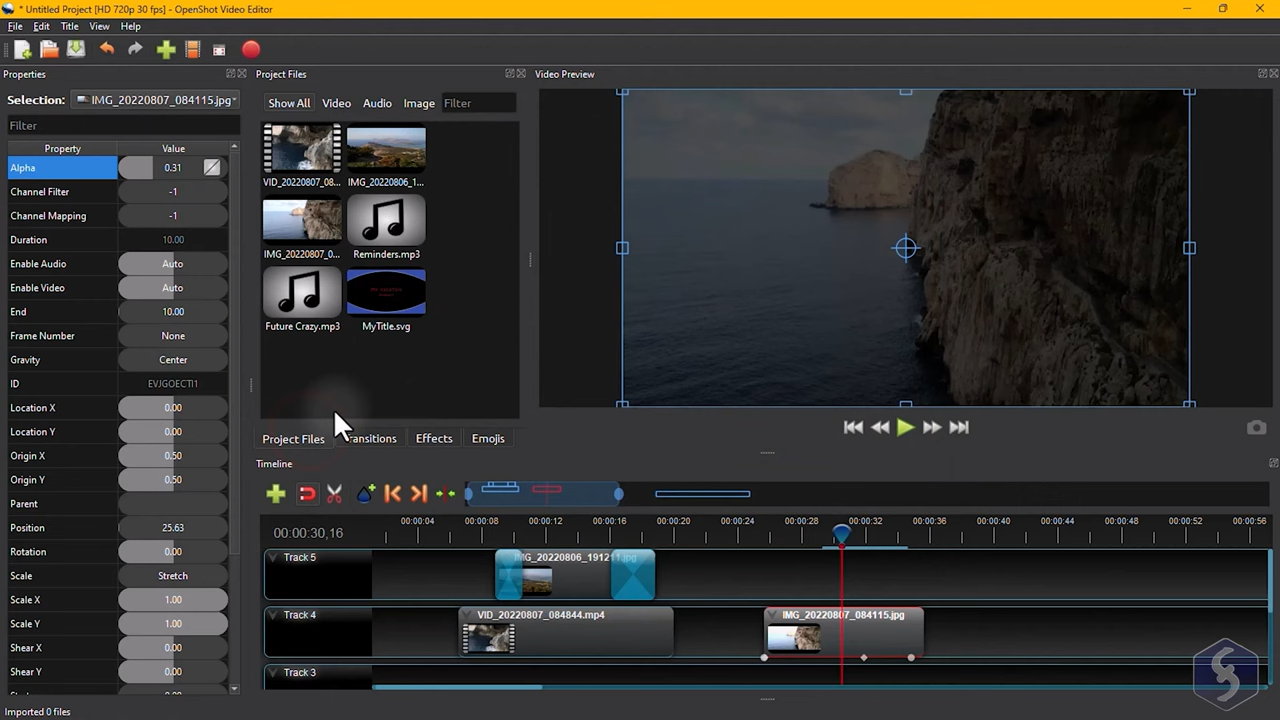 * Untitled Project [HD 720p 30 fps] - OpenShot Video Editor
File Edit Title View Help
Properties
Selection: IMG_20220807_084115.jpg
Filter
Property Value
Alpha 0.31
Channel Filter -1
Channel Mapping -1
Duration 10.00
Enable Audio Auto
Enable Video Auto
End 10.00
Frame Number None
Gravity Center
ID EVJGOECTI1
Location X 0.00
Location Y 0.00
Origin X 0.50
Origin Y 0.50
Parent
Position 25.63
Rotation 0.00
Scale Stretch
Scale X 1.00
Scale Y 1.00
Shear X 0.00
Shear Y 0.00
Project Files
Show All Video Audio Image Filter
VID_20220807_08... IMG_20220806_1...
IMG_20220807_0... Reminders.mp3
Future Crazy.mp3 MyTitle.svg
Project Files ansitions Effects Emojis
Video Preview
Timeline
00:00:30,16 00:00:04 00:00:08 00:00:12 00:00:16 00:00:20 00:00:24 00:00:28 00:00:32 00:00:36 00:00:40 00:00:44 00:00:48 00:00:52 00:00:56
Track 5 IMG_20220806_191211.jpg
Track 4 VID_20220807_084844.mp4 IMG_20220807_084115.jpg
Track 3
Imported 0 files